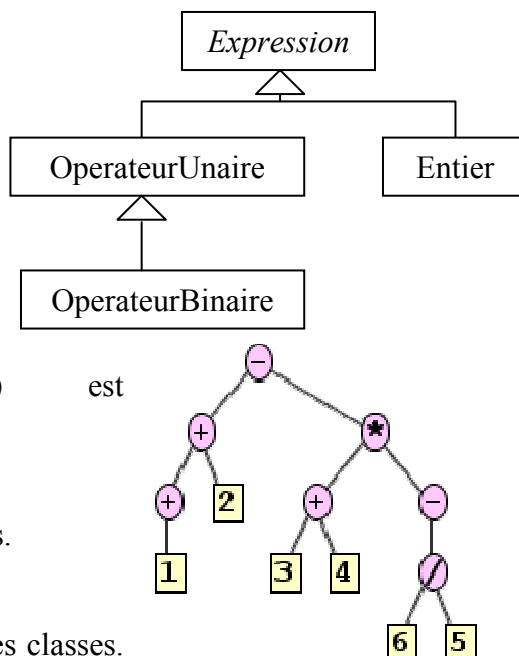 Expression
OperateurUnaire Entier
OperateurBinaire
−
) est
+ *
+ 2 + −
s.
1 3 4 /
es classes.
6 5